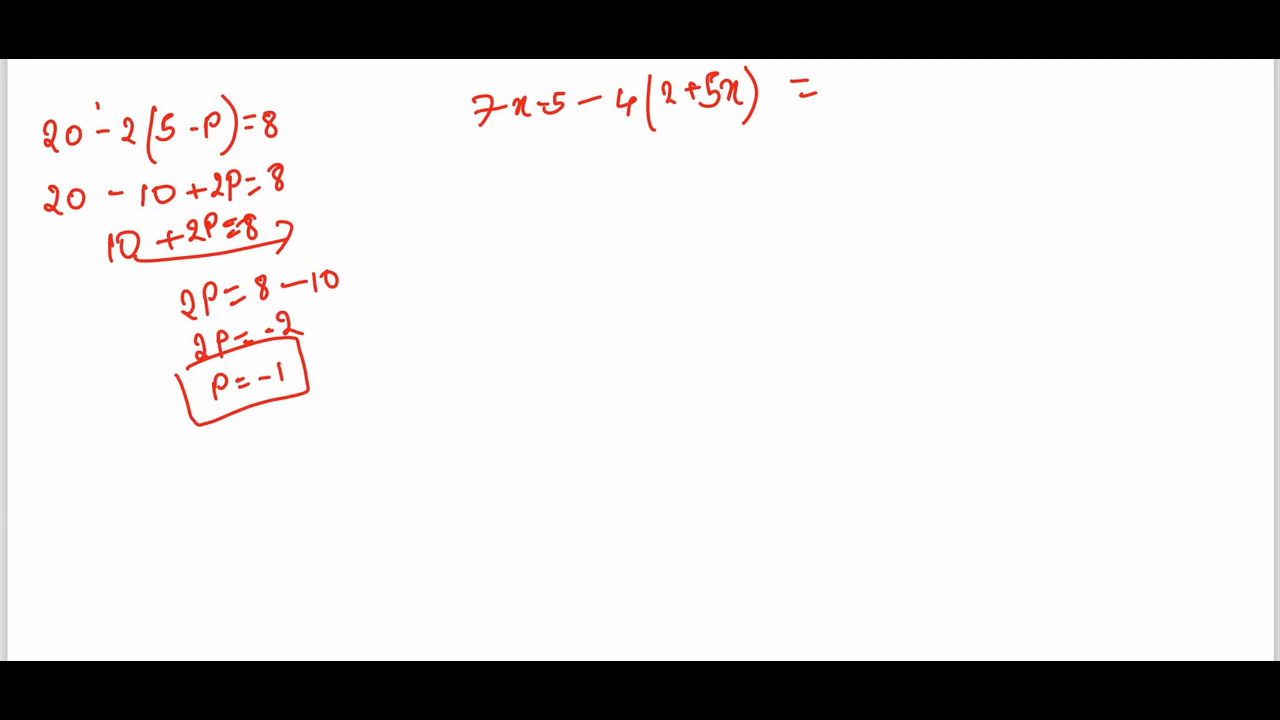 20 - 2(5 - P) = 8
20 - 10 + 2P = 8
10 + 2P = 8
2P = 8 - 10
2P = -2
P = -1
7x - 5 - 4(2 + 5x) =